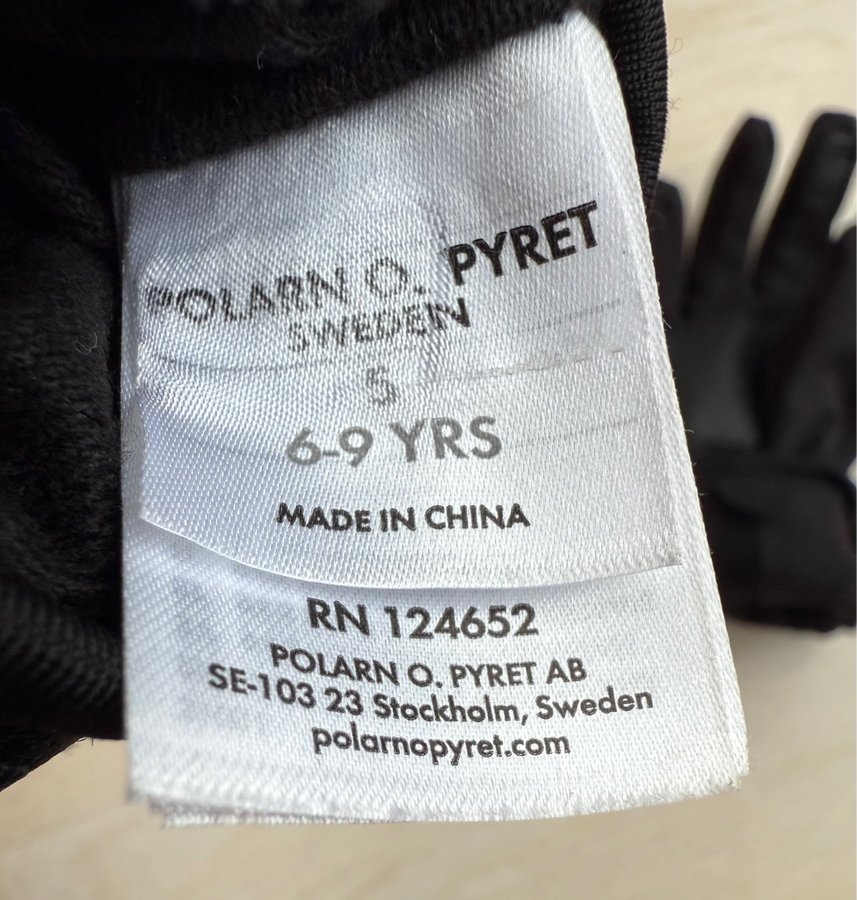 POLARN O. PYRET
SWEDEN
S
6-9 YRS
MADE IN CHINA
RN 124652
POLARN O. PYRET AB
SE-103 23 Stockholm, Sweden
polarnopyret.com